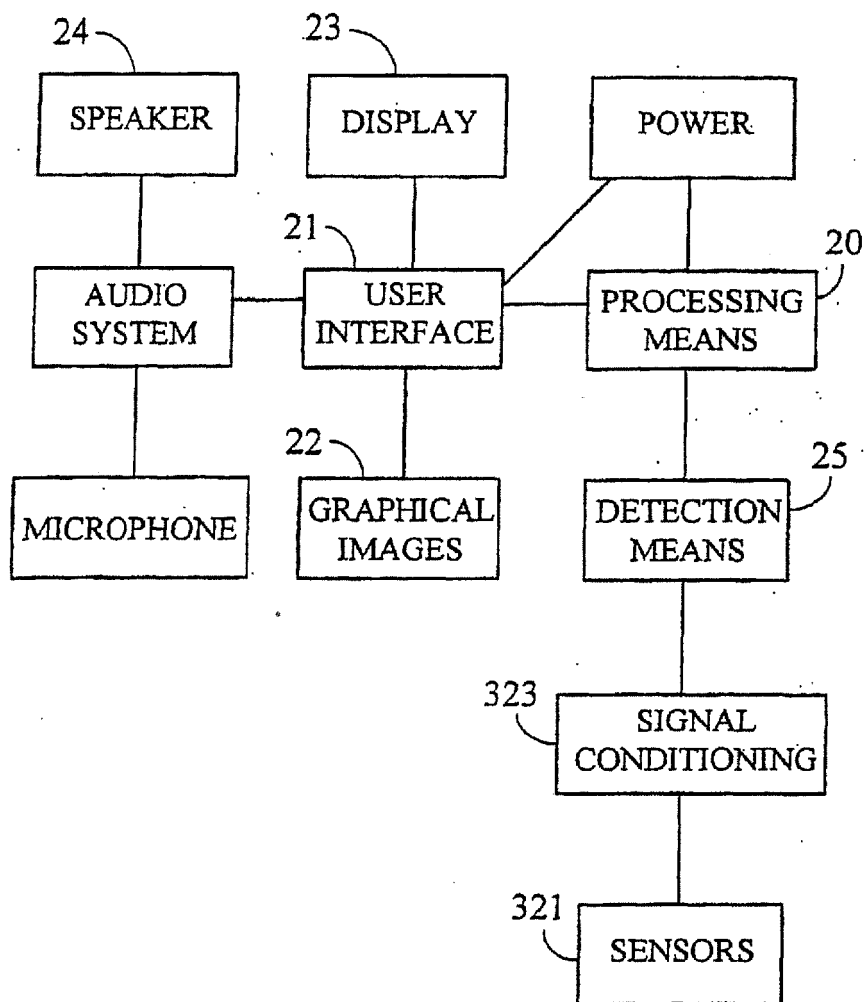 24
23
SPEAKER
DISPLAY
POWER
21
20
AUDIO
SYSTEM
USER
INTERFACE
PROCESSING
MEANS
22
25
MICROPHONE
GRAPHICAL
IMAGES
DETECTION
MEANS
323
SIGNAL
CONDITIONING
321
SENSORS